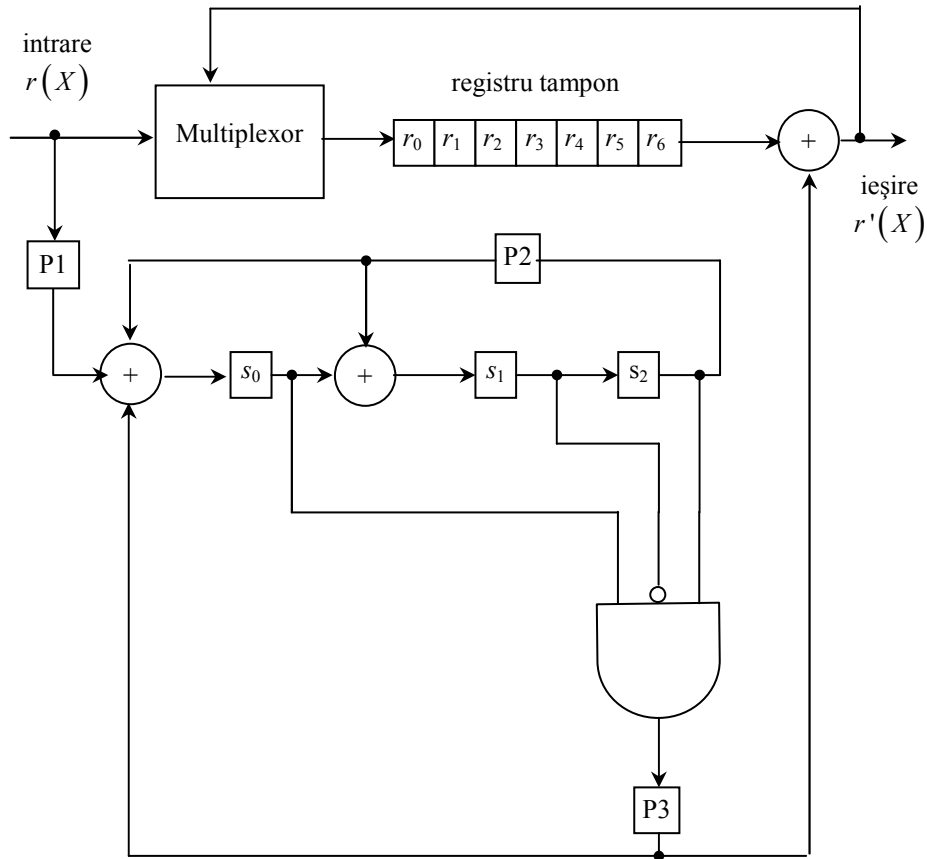 intrare
r(X)
Multiplexor
registru tampon
r0 r1 r2 r3 r4 r5 r6
+
ieşire
r'(X)
P1
P2
+
s0
+
s1
s2
P3